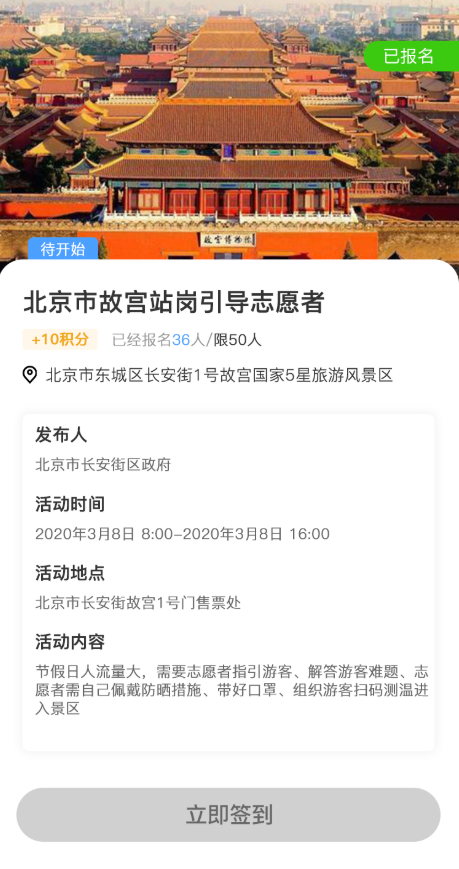 已报名
故宫博物院
待开始
北京市故宫站岗引导志愿者
+10积分 已经报名36人/限50人
北京市东城区长安街1号故宫国家5星旅游风景区
发布人
北京市长安街区政府
活动时间
2020年3月8日 8:00-2020年3月8日 16:00
活动地点
北京市长安街故宫1号门售票处
活动内容
节假日人流量大，需要志愿者指引游客、解答游客难题、志
愿者需自己佩戴防晒措施、带好口罩、组织游客扫码测温进
入景区
立即签到